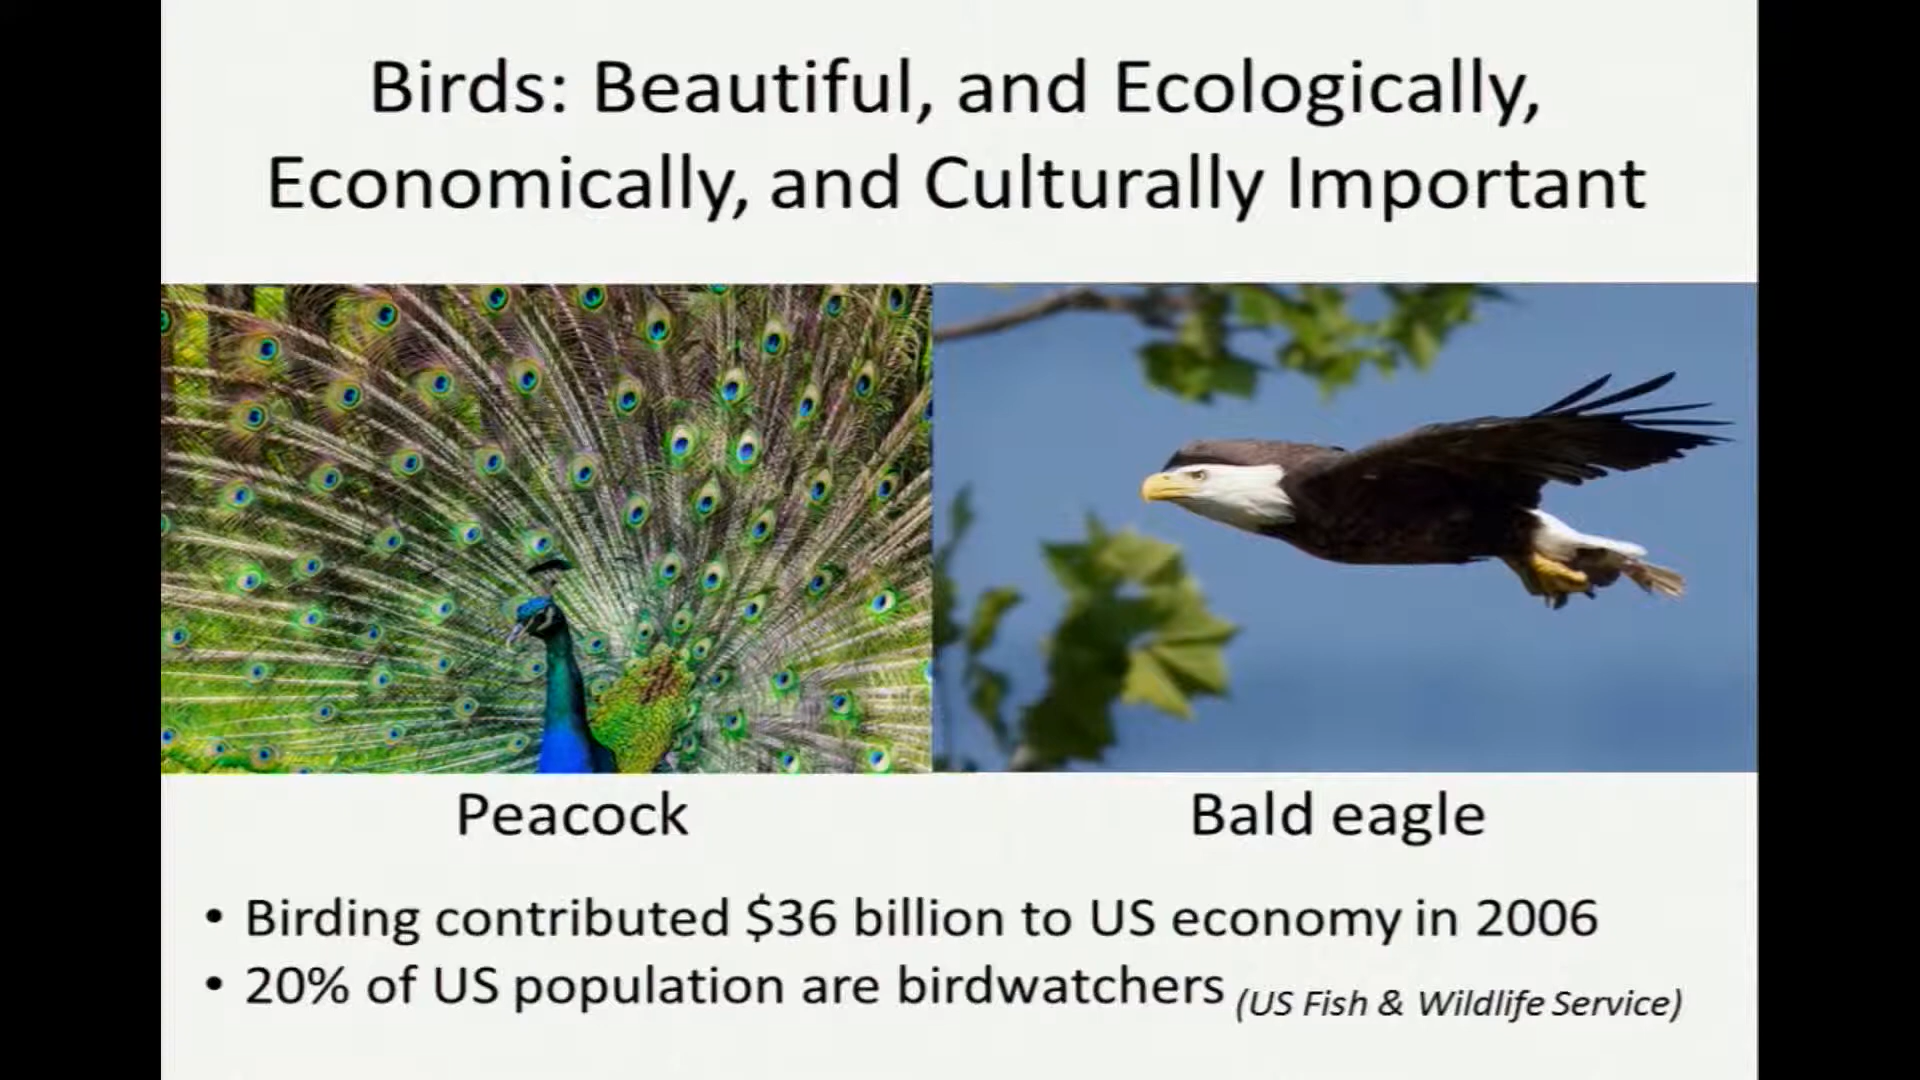 Birds: Beautiful, and Ecologically,
Economically, and Culturally Important
Peacock
Bald eagle
• Birding contributed $36 billion to US economy in 2006
• 20% of US population are birdwatchers (US Fish & Wildlife Service)